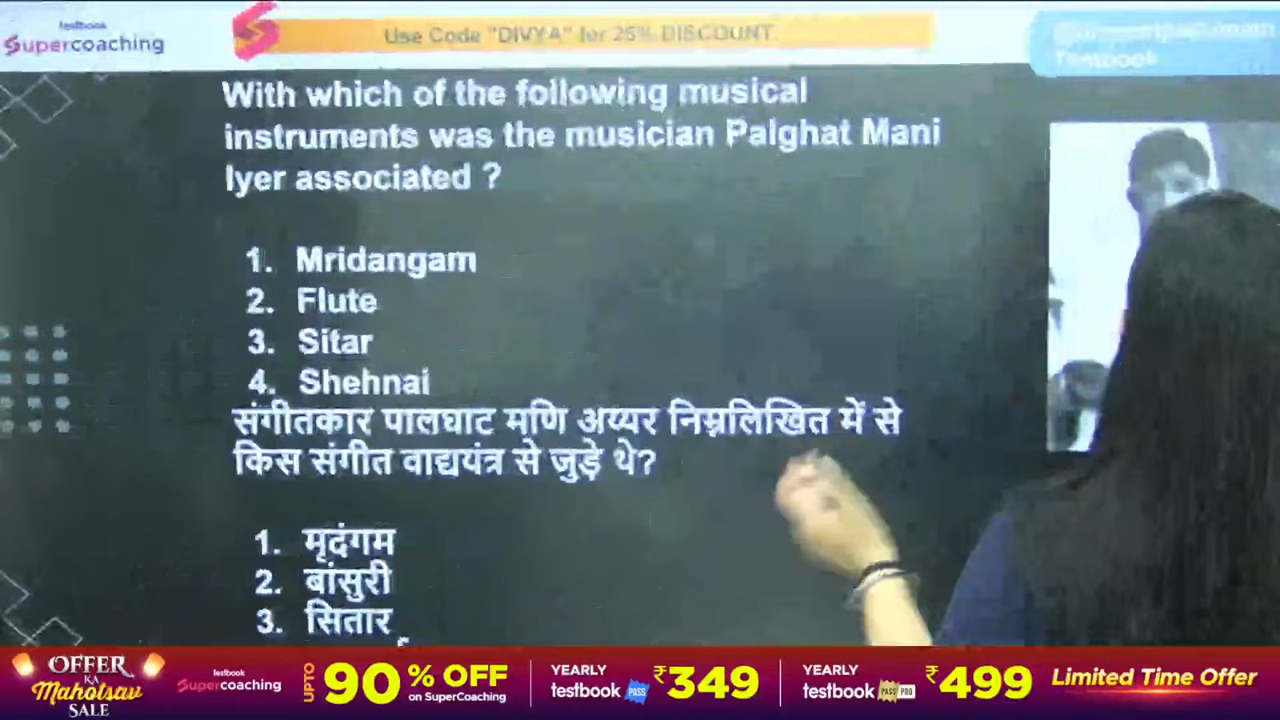 testbook
Supercoaching
Use Code "DIVYA" for 25% DISCOUNT.
Testbook
With which of the following musical
instruments was the musician Palghat Mani
Iyer associated ?
1. Mridangam
2. Flute
3. Sitar
4. Shehnai
संगीतकार पालघाट मणि अय्यर निम्नलिखित में से
किस संगीत वाद्ययंत्र से जुड़े थे?
1. मृदंगम
2. बांसुरी
3. सितार
OFFER
KA
Mahotsav
SALE
testbook
Supercoaching
UPTO 90% OFF
on SuperCoaching
YEARLY
testbook PASS
₹349
YEARLY
testbook PASS PRO
₹499
Limited Time Offer